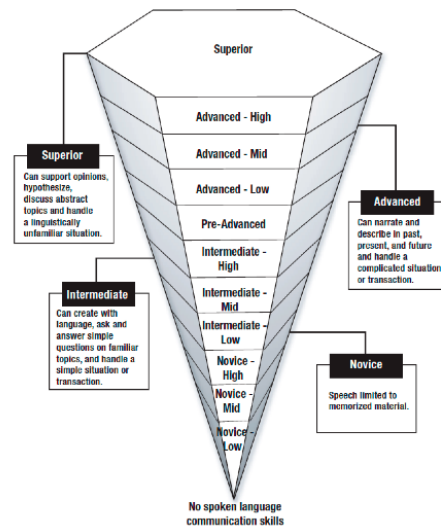 Superior
Advanced - High
Advanced - Mid
Advanced - Low
Pre-Advanced
Intermediate -
High
Intermediate -
Mid
Intermediate -
Low
Novice -
High
Novice -
Mid
Novice -
Low
No spoken language
communication skills
Superior
Can support opinions,
hypothesize,
discuss abstract
topics and handle
a linguistically
unfamiliar situation.
Intermediate
Can create with
language, ask and
answer simple
questions on familiar
topics, and handle a
simple situation or
transaction.
Advanced
Can narrate and
describe in past,
present, and future
and handle a
complicated situation
or transaction.
Novice
Speech limited to
memorized material.